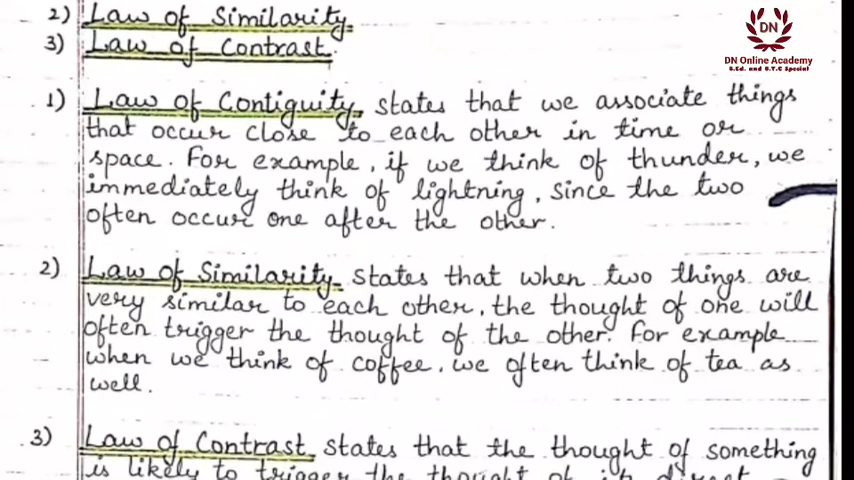 2) Law of Similarity
3) Law of Contrast
DN
DN Online Academy
B.Ed. and B.T.C Special
1) Law of Contiguity, states that we associate things
that occur close to each other in time or
space. For example, if we think of thunder, we
immediately think of lightning, since the two
often occur one after the other.
2) Law of Similarity states that when two things are
very similar to each other, the thought of one will
often trigger the thought of the other. For example
when we think of coffee, we often think of tea as
well.
3) Law of Contrast states that the thought of something
is likely to trigger the thought of its direct